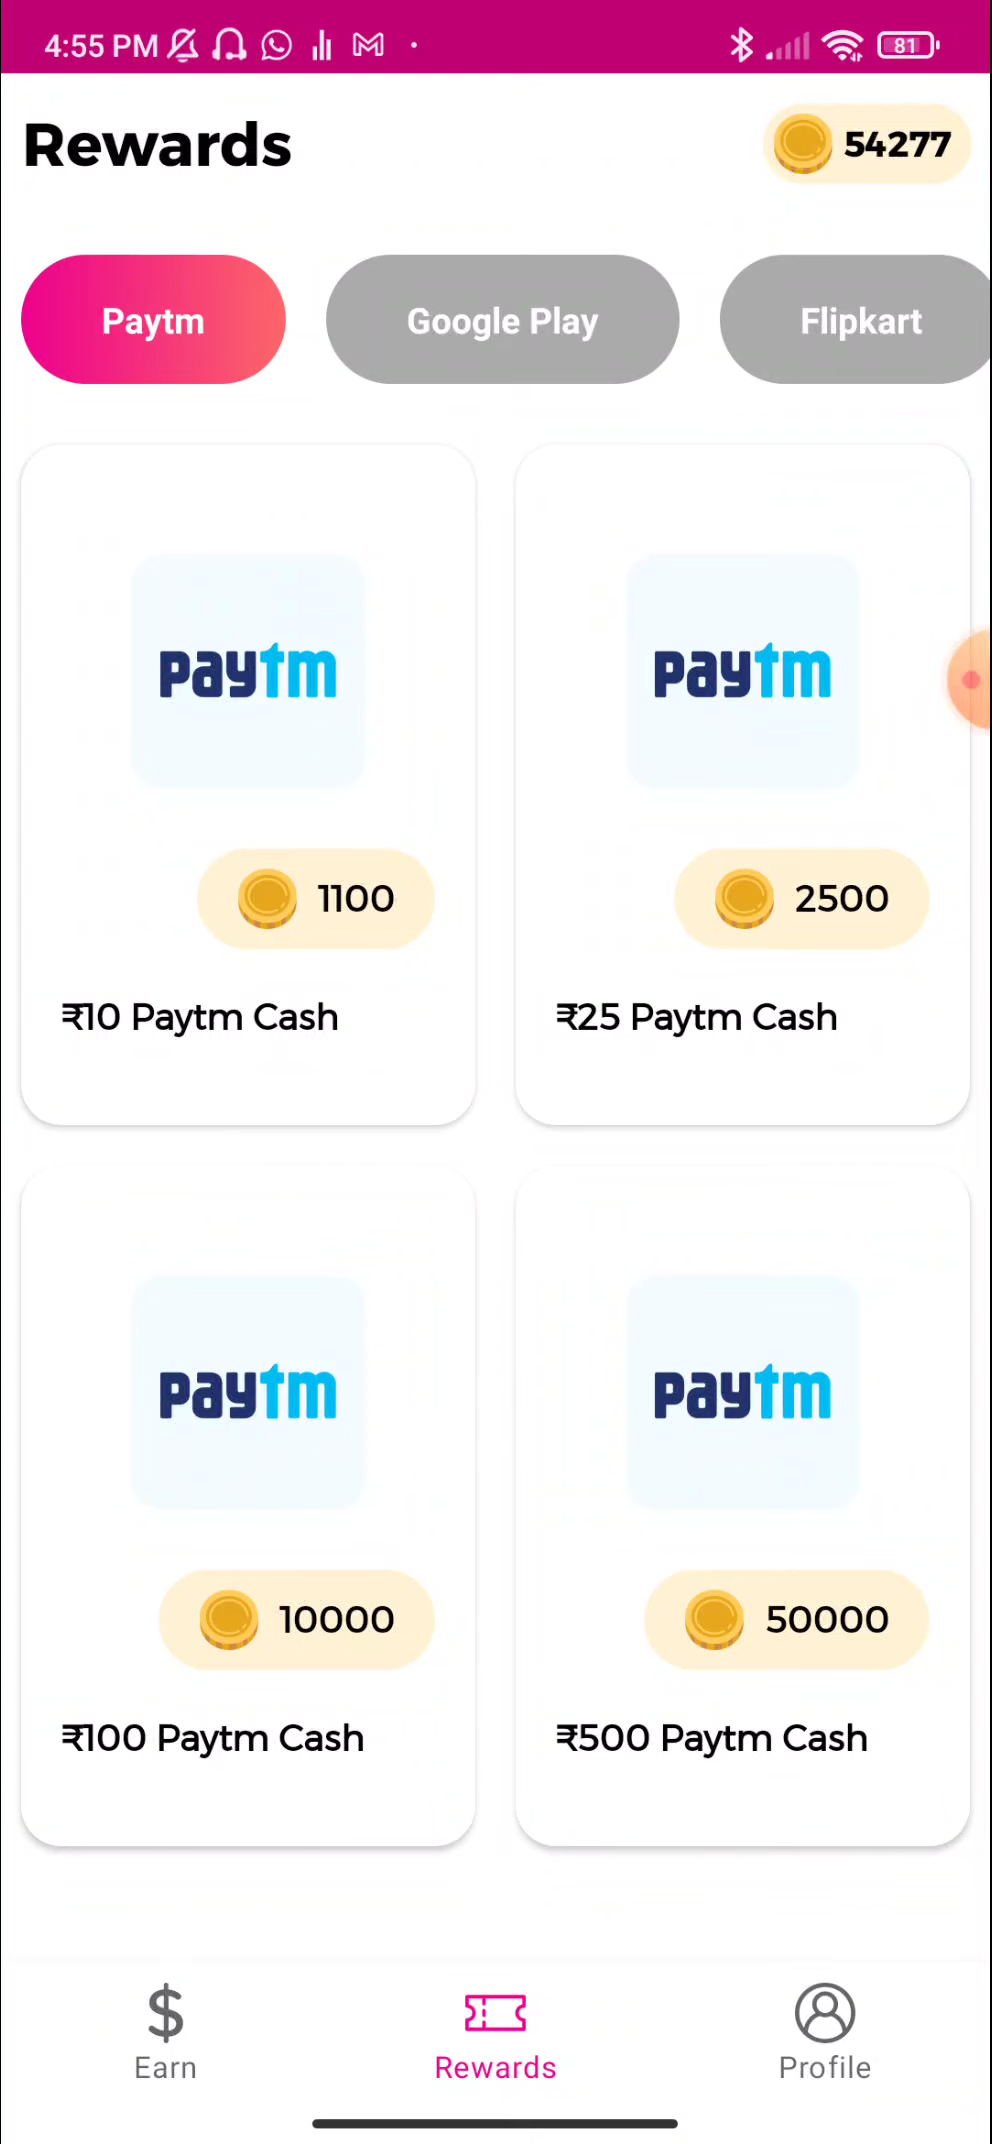 4:55 PM
81
Rewards
54277
Paytm
Google Play
Flipkart
paytm
paytm
1100
2500
₹10 Paytm Cash
₹25 Paytm Cash
paytm
paytm
10000
50000
₹100 Paytm Cash
₹500 Paytm Cash
Earn
Rewards
Profile